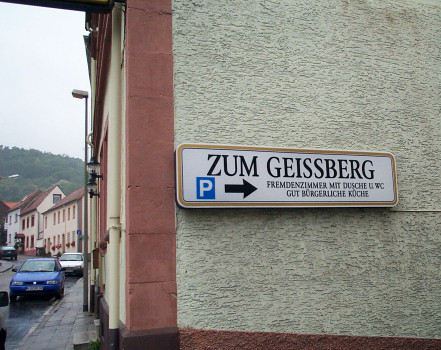 ZUM GEISSBERG
P
FREMDENZIMMER MIT DUSCHE U. WC
GUT BÜRGERLICHE KÜCHE